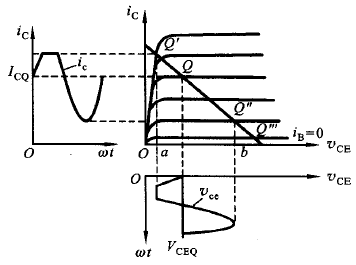 i_C
i_C
Q′
i_c
Q
I_CQ
Q″
Q‴
i_B=0
O
ωt
O
a
b
v_CE
O
v_CE
v_ce
ωt
V_CEQ